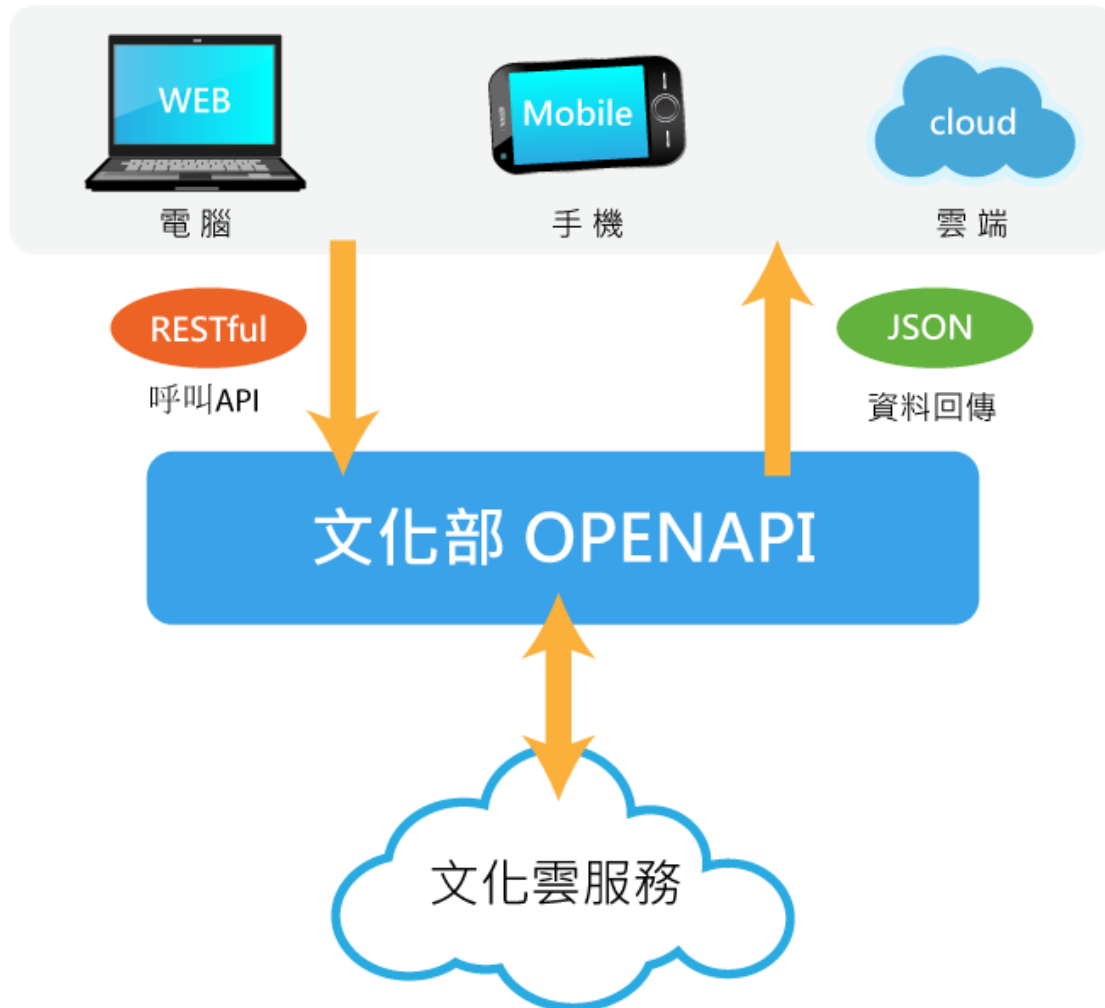 WEB
Mobile
cloud
電腦
手機
雲端
RESTful
JSON
呼叫API
資料回傳
文化部 OPENAPI
文化雲服務